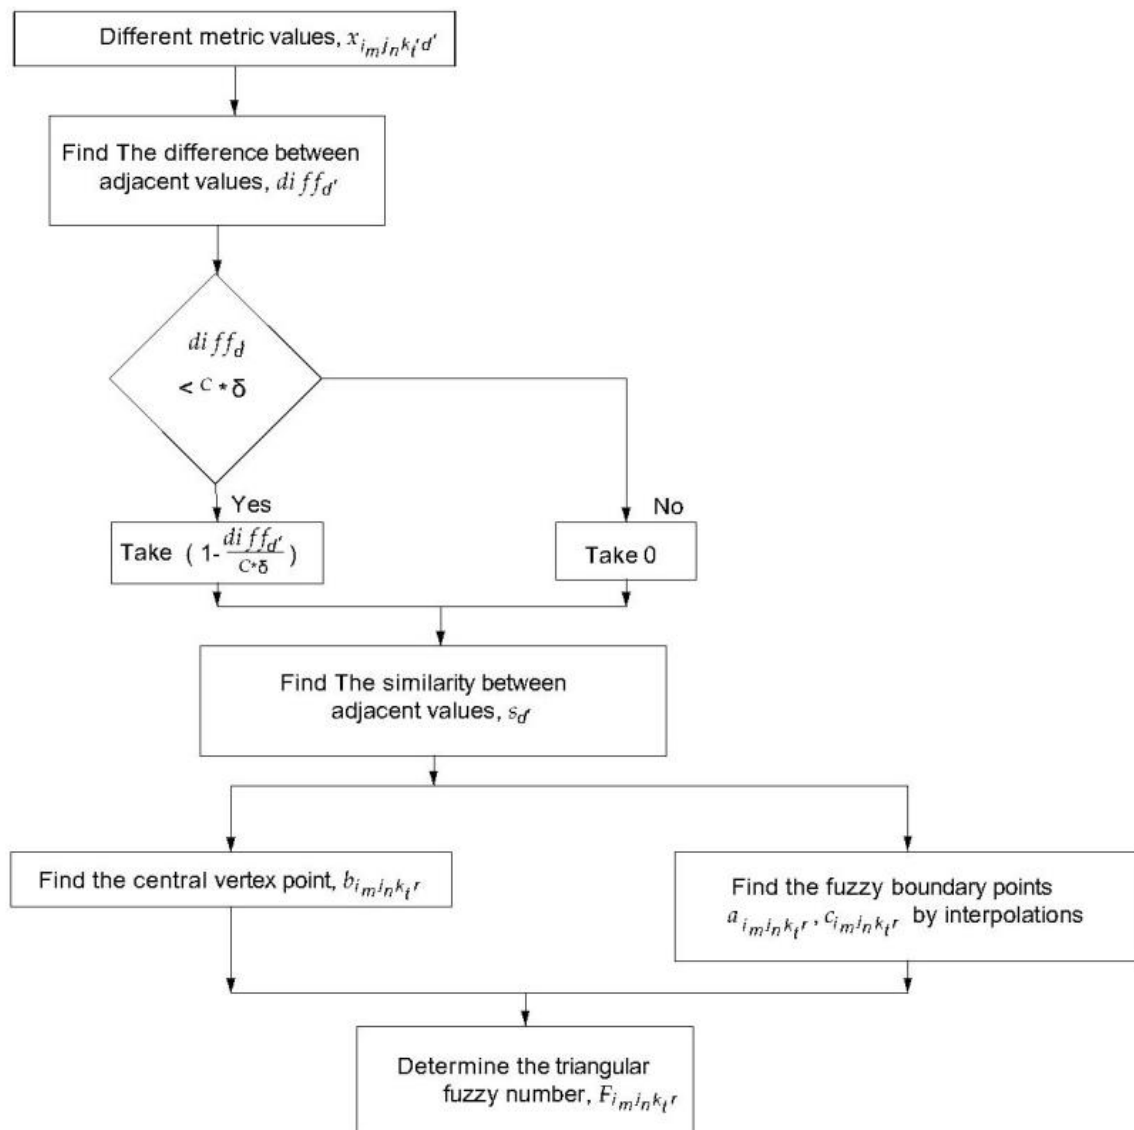 Different metric values, x_{i_m j_n k_t' d'}
Find The difference between
adjacent values, diff_{d'}
diff_{d'}
< C * δ
Yes
No
Take (1- diff_{d'} / C*δ )
Take 0
Find The similarity between
adjacent values, s_{d'}
Find the central vertex point, b_{i_m j_n k_t r}
Find the fuzzy boundary points
a_{i_m j_n k_t r}, c_{i_m j_n k_t r} by interpolations
Determine the triangular
fuzzy number, F_{i_m j_n k_t r}